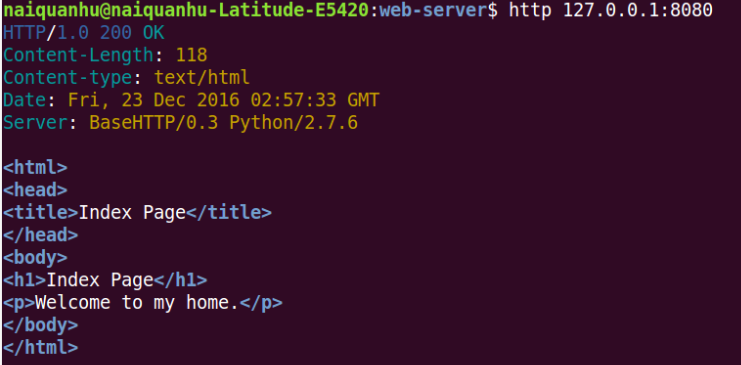 naiquanhu@naiquanhu-Latitude-E5420:web-server$ http 127.0.0.1:8080
HTTP/1.0 200 OK
Content-Length: 118
Content-type: text/html
Date: Fri, 23 Dec 2016 02:57:33 GMT
Server: BaseHTTP/0.3 Python/2.7.6

<html>
<head>
<title>Index Page</title>
</head>
<body>
<h1>Index Page</h1>
<p>Welcome to my home.</p>
</body>
</html>